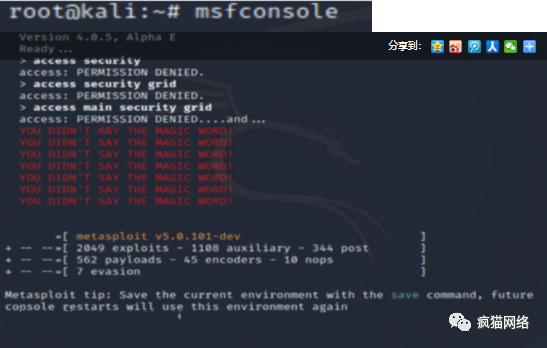 root@kali:~# msfconsole
Version 4.0.5, Alpha E
分享到:
Ready...
> access security
access: PERMISSION DENIED.
> access security grid
access: PERMISSION DENIED.
> access main security grid
access: PERMISSION DENIED....and...
YOU DIDN'T SAY THE MAGIC WORD!
YOU DIDN'T SAY THE MAGIC WORD!
YOU DIDN'T SAY THE MAGIC WORD!
YOU DIDN'T SAY THE MAGIC WORD!
YOU DIDN'T SAY THE MAGIC WORD!
YOU DIDN'T SAY THE MAGIC WORD!
YOU DIDN'T SAY THE MAGIC WORD!
=[ metasploit v5.0.101-dev ]
+ -- --=[ 2049 exploits - 1108 auxiliary - 344 post ]
+ -- --=[ 562 payloads - 45 encoders - 10 nops ]
+ -- --=[ 7 evasion ]
Metasploit tip: Save the current environment with the save command, future
console restarts will use this environment again
疯猫网络